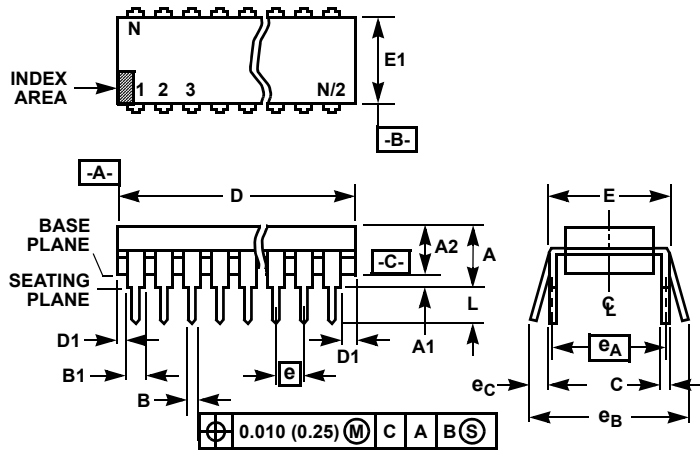 N
E1
INDEX
AREA
1 2 3 N/2
-B-
-A-
D
E
BASE
PLANE
A2
A
-C-
SEATING
PLANE
L
C
L
D1
A1
D1
eA
B1
e
eC
C
B
eB
0.010 (0.25) M C A B S